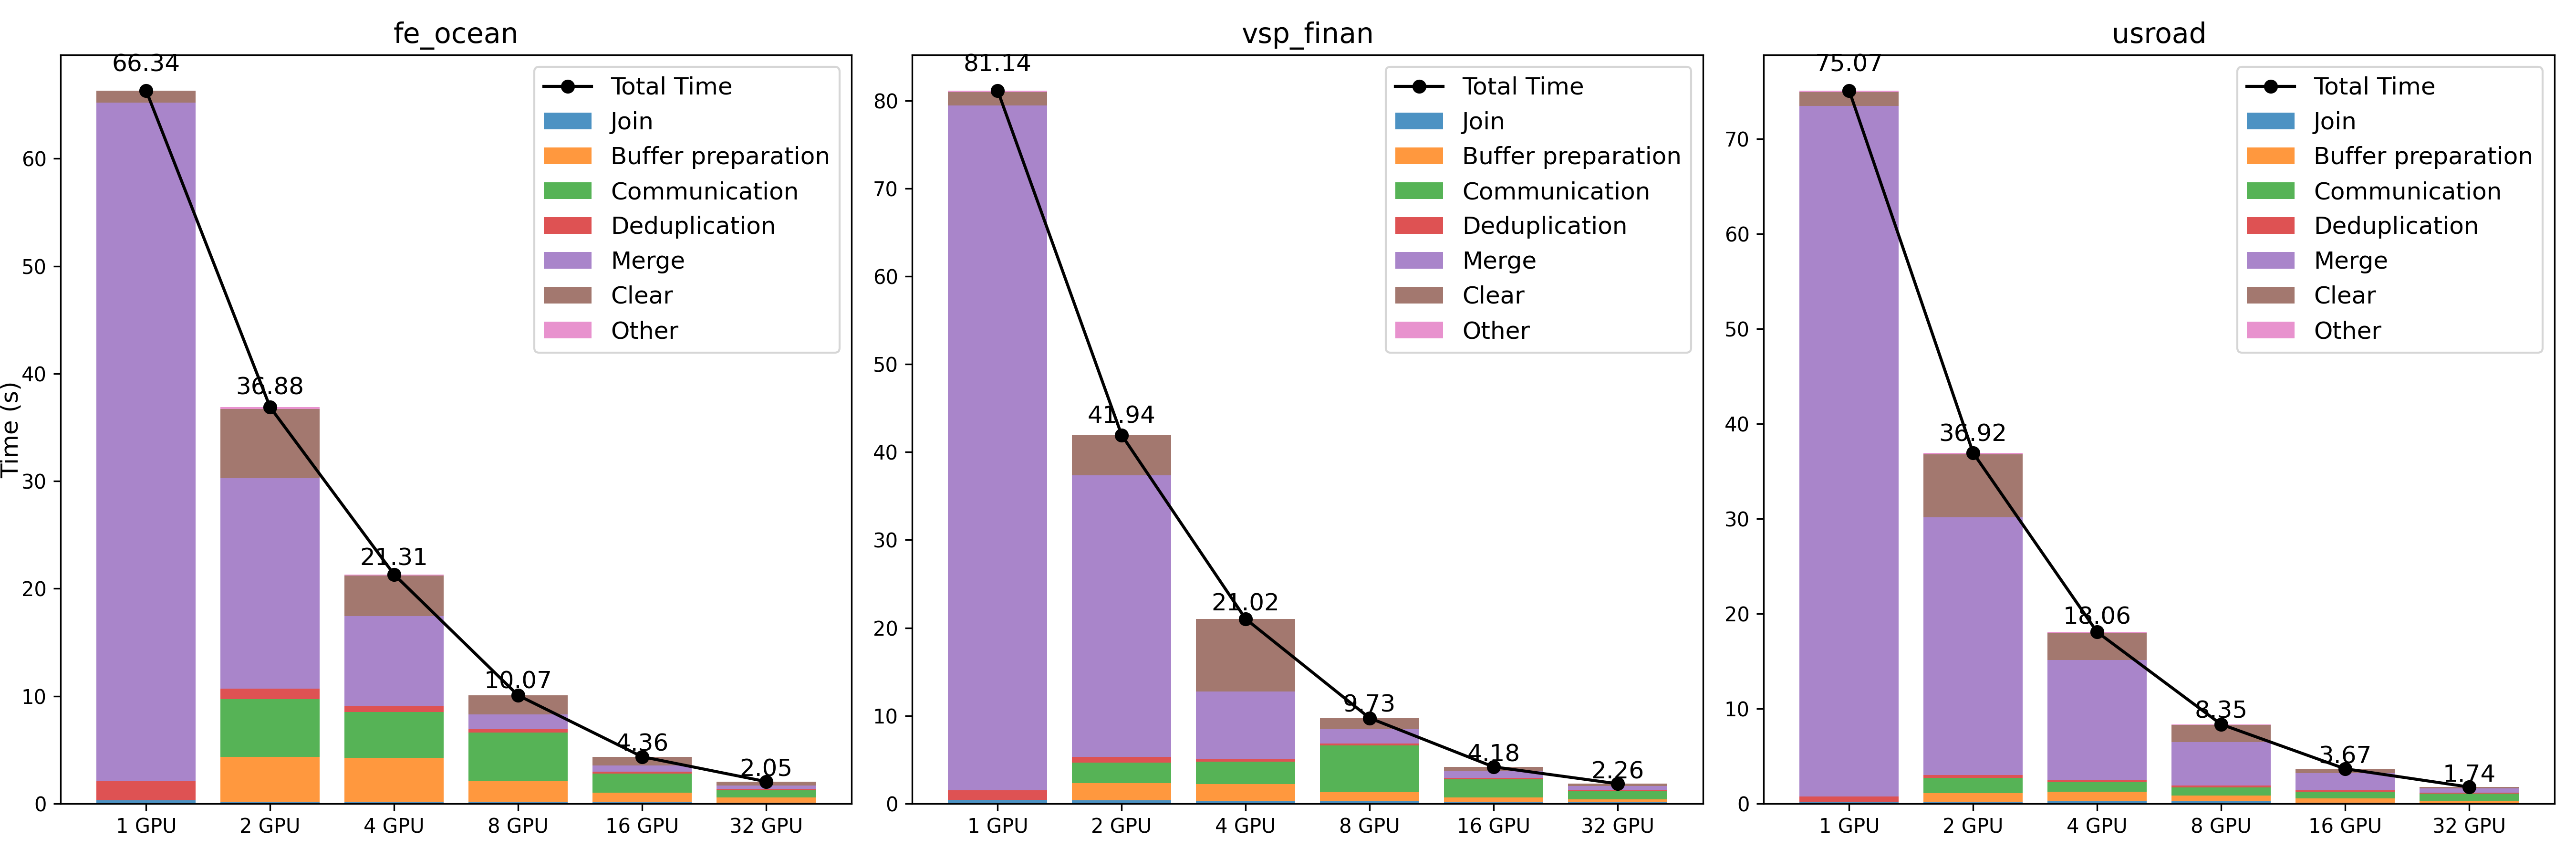 fe_ocean
66.34
36.88
21.31
10.07
4.36
2.05
Total Time
Join
Buffer preparation
Communication
Deduplication
Merge
Clear
Other
Time (s)
60
50
40
30
20
10
0
1 GPU
2 GPU
4 GPU
8 GPU
16 GPU
32 GPU
vsp_finan
81.14
41.94
21.02
9.73
4.18
2.26
Total Time
Join
Buffer preparation
Communication
Deduplication
Merge
Clear
Other
80
70
60
50
40
30
20
10
0
1 GPU
2 GPU
4 GPU
8 GPU
16 GPU
32 GPU
usroad
75.07
36.92
18.06
8.35
3.67
1.74
Total Time
Join
Buffer preparation
Communication
Deduplication
Merge
Clear
Other
70
60
50
40
30
20
10
0
1 GPU
2 GPU
4 GPU
8 GPU
16 GPU
32 GPU